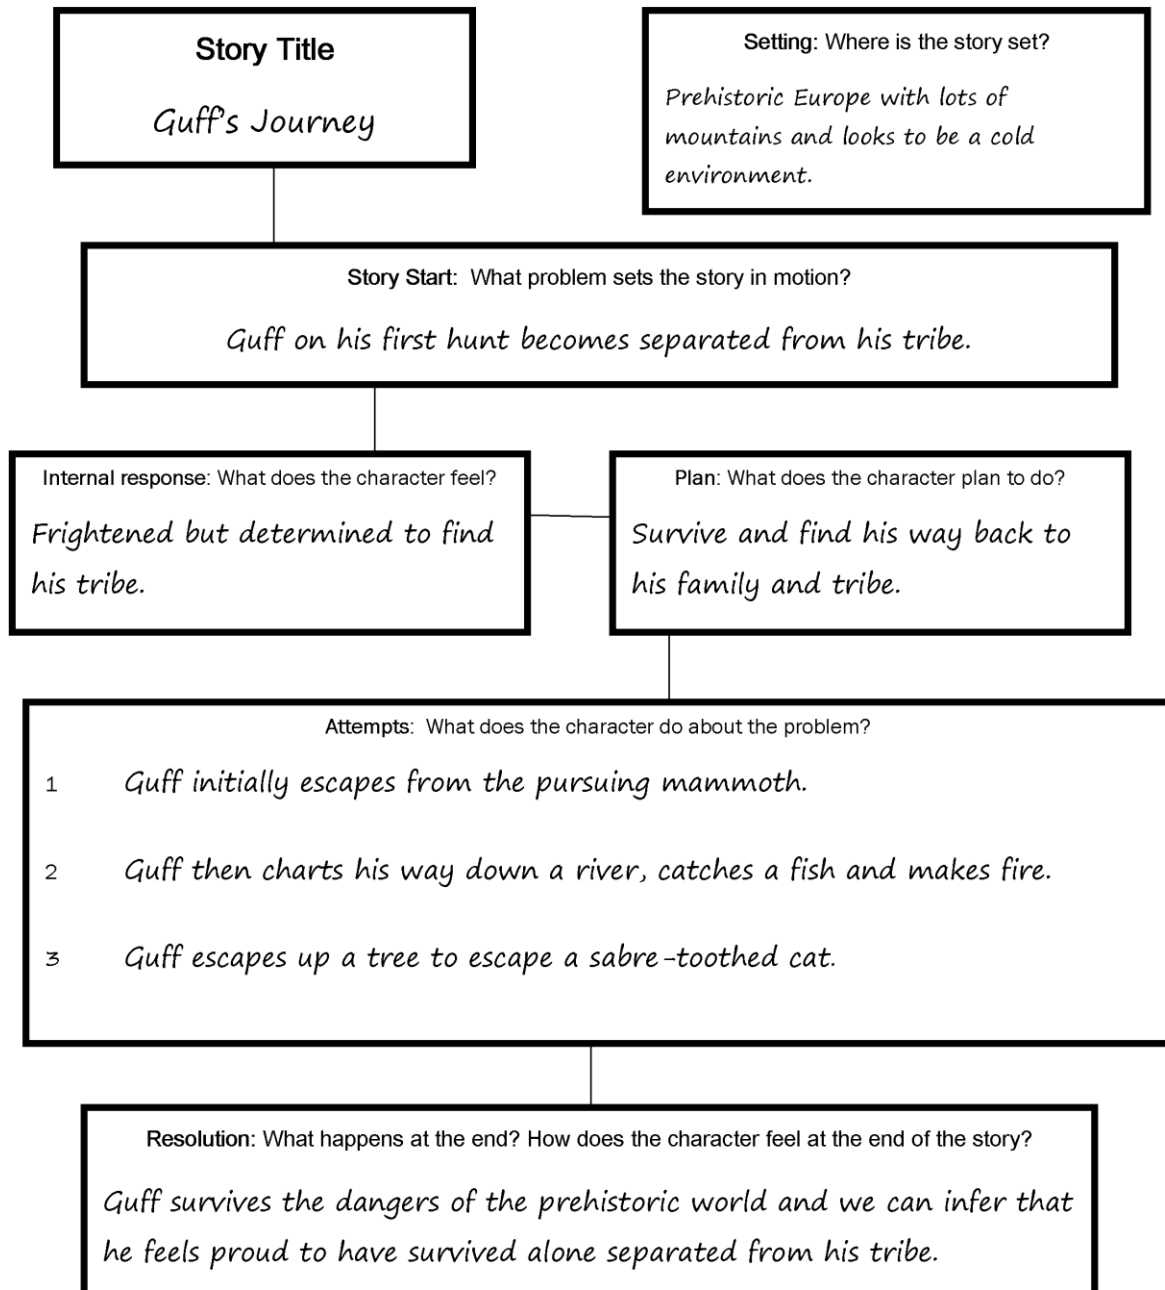 Story Title
Guff's Journey
Setting: Where is the story set?
Prehistoric Europe with lots of
mountains and looks to be a cold
environment.
Story Start: What problem sets the story in motion?
Guff on his first hunt becomes separated from his tribe.
Internal response: What does the character feel?
Frightened but determined to find
his tribe.
Plan: What does the character plan to do?
Survive and find his way back to
his family and tribe.
Attempts: What does the character do about the problem?
1 Guff initially escapes from the pursuing mammoth.
2 Guff then charts his way down a river, catches a fish and makes fire.
3 Guff escapes up a tree to escape a sabre-toothed cat.
Resolution: What happens at the end? How does the character feel at the end of the story?
Guff survives the dangers of the prehistoric world and we can infer that
he feels proud to have survived alone separated from his tribe.